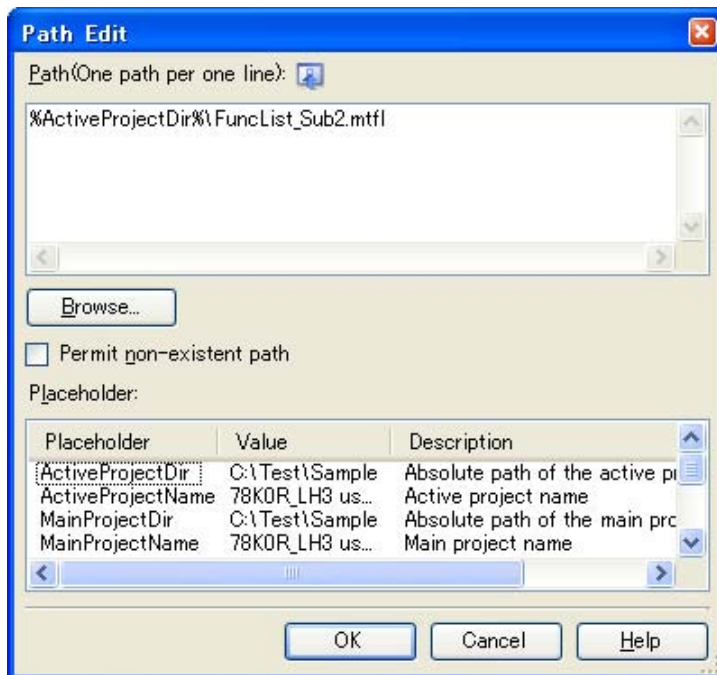 Path Edit
Path(One path per one line):
%ActiveProjectDir%\FuncList_Sub2.mtfl
Browse...
Permit non-existent path
Placeholder:
Placeholder Value Description
ActiveProjectDir C:\Test\Sample Absolute path of the active pr
ActiveProjectName 78K0R_LH3 us... Active project name
MainProjectDir C:\Test\Sample Absolute path of the main proc
MainProjectName 78K0R_LH3 us... Main project name
OK Cancel Help